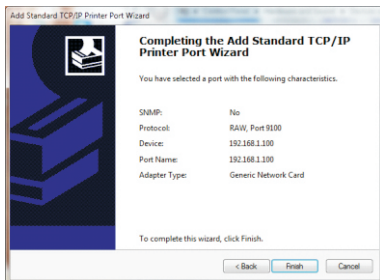 Add Standard TCP/IP Printer Port Wizard
Completing the Add Standard TCP/IP
Printer Port Wizard
You have selected a port with the following characteristics.
SNMP: No
Protocol: RAW, Port 9100
Device: 192.168.1.100
Port Name: 192.168.1.100
Adapter Type: Generic Network Card
To complete this wizard, click Finish.
< Back Finish Cancel